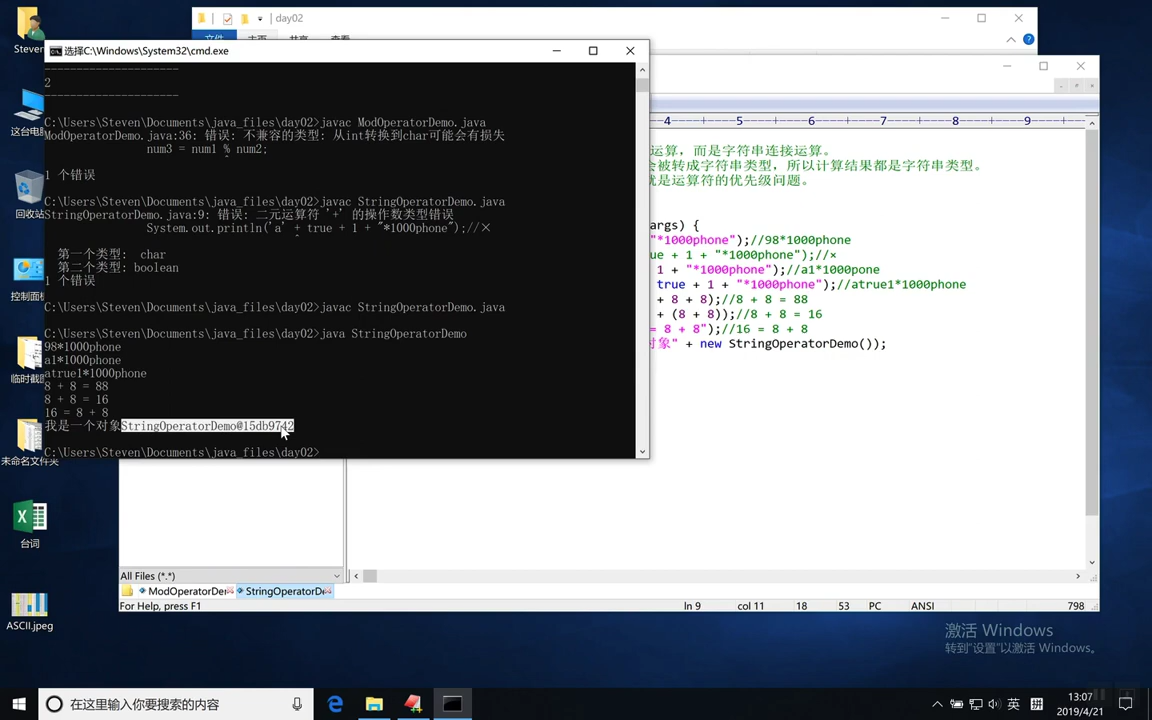 day02
Steven
文件
主页
共享
查看
选择C:\Windows\System32\cmd.exe
---------------------
2
---------------------
C:\Users\Steven\Documents\java_files\day02>javac ModOperatorDemo.java
ModOperatorDemo.java:36: 错误: 不兼容的类型: 从int转换到char可能会有损失
num3 = num1 % num2;
^
1 个错误
C:\Users\Steven\Documents\java_files\day02>javac StringOperatorDemo.java
StringOperatorDemo.java:9: 错误: 二元运算符 '+' 的操作数类型错误
System.out.println('a' + true + 1 + "*1000phone");//×
^
第一个类型: char
第二个类型: boolean
1 个错误
C:\Users\Steven\Documents\java_files\day02>javac StringOperatorDemo.java
C:\Users\Steven\Documents\java_files\day02>java StringOperatorDemo
98*1000phone
a1*1000phone
atrue1*1000phone
8 + 8 = 88
8 + 8 = 16
16 = 8 + 8
我是一个对象StringOperatorDemo@15db9742
C:\Users\Steven\Documents\java_files\day02>
4 5 6 7 8 9
运算，而是字符串连接运算。
会被转成字符串类型，所以计算结果都是字符串类型。
就是运算符的优先级问题。
args) {
"*1000phone");//98*1000phone
ue + 1 + "*1000phone");//×
1 + "*1000phone");//a1*1000pone
true + 1 + "*1000phone");//atrue1*1000phone
+ 8 + 8);//8 + 8 = 88
+ (8 + 8));//8 + 8 = 16
= 8 + 8");//16 = 8 + 8
对象" + new StringOperatorDemo());
这台电脑
回收站
控制面板
临时截图
未命名文件夹
台词
ASCII.jpeg
All Files (*.*)
ModOperatorDer
StringOperatorDe
For Help, press F1
ln 9
col 11
18
53
PC
ANSI
798
激活 Windows
转到"设置"以激活 Windows。
在这里输入你要搜索的内容
英
拼
13:07
2019/4/21